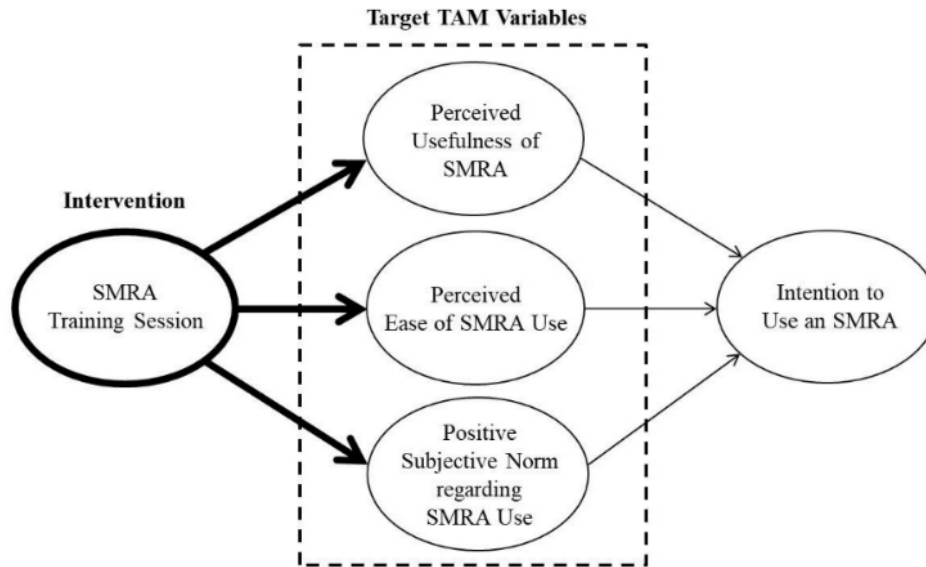 Target TAM Variables
Perceived
Usefulness of
SMRA
Intervention
SMRA
Training Session
Perceived
Ease of SMRA Use
Intention to
Use an SMRA
Positive
Subjective Norm
regarding
SMRA Use